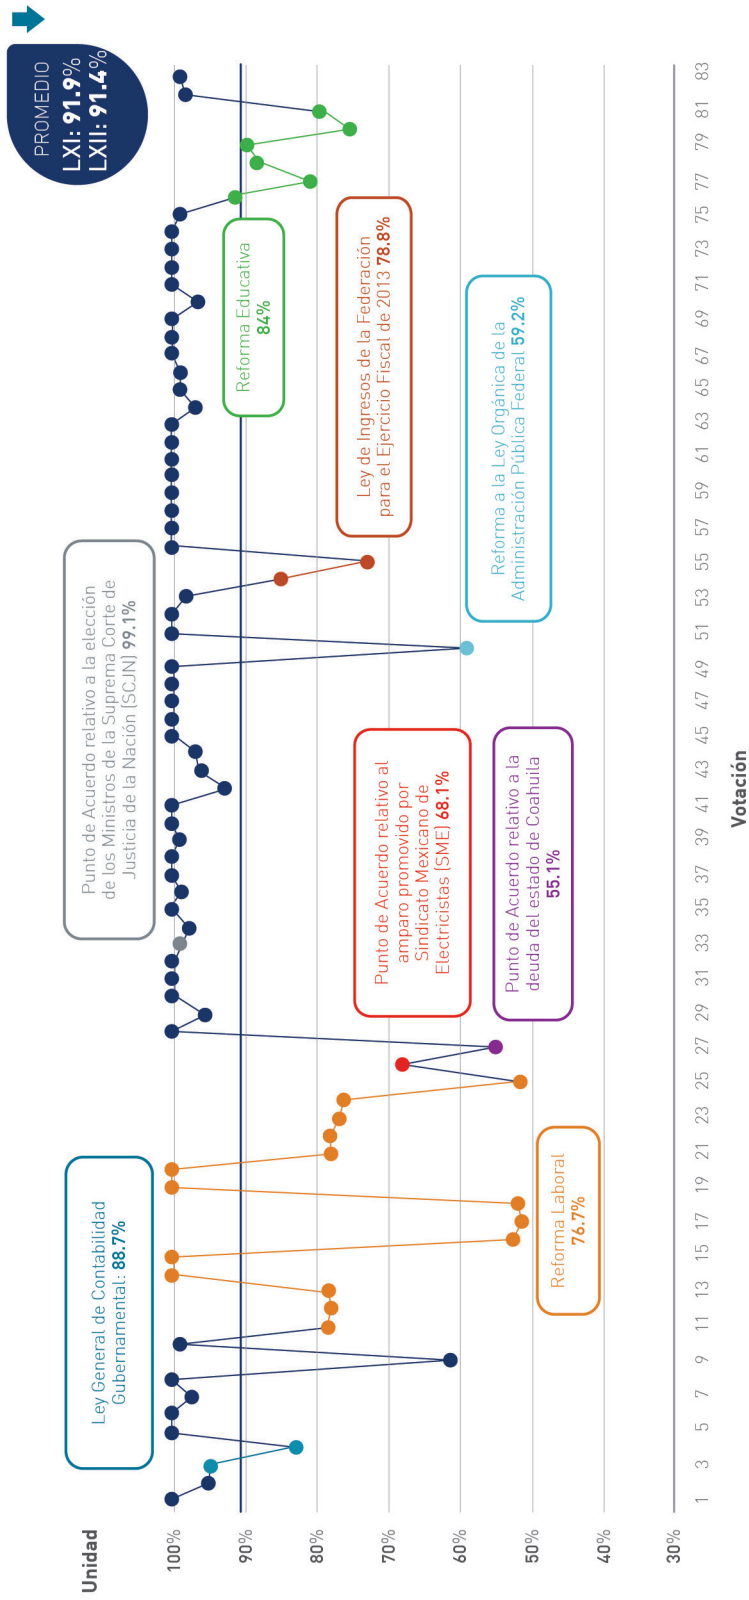 Unidad
PROMEDIO
LXI: 91.9%
LXII: 91.4%
Ley General de Contabilidad
Gubernamental: 88.7%
Punto de Acuerdo relativo a la elección
de los Ministros de la Suprema Corte de
Justicia de la Nación (SCJN) 99.1%
Reforma Educativa
84%
Ley de Ingresos de la Federación
para el Ejercicio Fiscal de 2013 78.8%
Punto de Acuerdo relativo al
amparo promovido por
Sindicato Mexicano de
Electricistas (SME) 68.1%
Reforma a la Ley Orgánica de la
Administración Pública Federal 59.2%
Punto de Acuerdo relativo a la
deuda del estado de Coahuila
55.1%
Reforma Laboral
76.7%
100%
90%
80%
70%
60%
50%
40%
30%
1 3 5 7 9 11 13 15 17 19 21 23 25 27 29 31 33 35 37 39 41 43 45 47 49 51 53 55 57 59 61 63 65 67 69 71 73 75 77 79 81 83
Votación